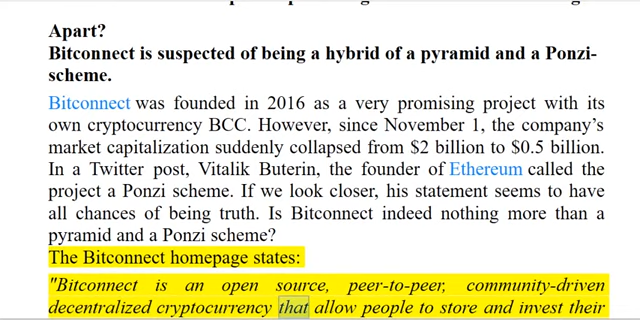 Apart?
Bitconnect is suspected of being a hybrid of a pyramid and a Ponzi-
scheme.
Bitconnect was founded in 2016 as a very promising project with its
own cryptocurrency BCC. However, since November 1, the company's
market capitalization suddenly collapsed from $2 billion to $0.5 billion.
In a Twitter post, Vitalik Buterin, the founder of Ethereum called the
project a Ponzi scheme. If we look closer, his statement seems to have
all chances of being truth. Is Bitconnect indeed nothing more than a
pyramid and a Ponzi scheme?
The Bitconnect homepage states:
"Bitconnect is an open source, peer-to-peer, community-driven
decentralized cryptocurrency that allow people to store and invest their